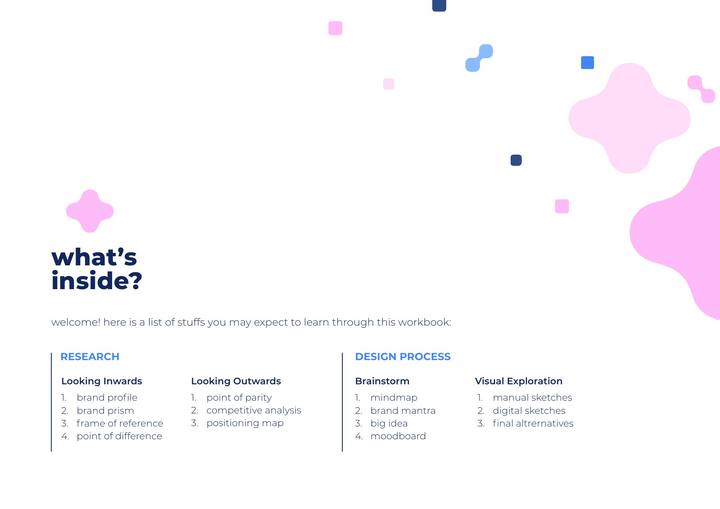 what's
inside?
welcome! here is a list of stuffs you may expect to learn through this workbook:
RESEARCH
Looking Inwards
1. brand profile
2. brand prism
3. frame of reference
4. point of difference
Looking Outwards
1. point of parity
2. competitive analysis
3. positioning map
DESIGN PROCESS
Brainstorm
1. mindmap
2. brand mantra
3. big idea
4. moodboard
Visual Exploration
1. manual sketches
2. digital sketches
3. final altrernatives